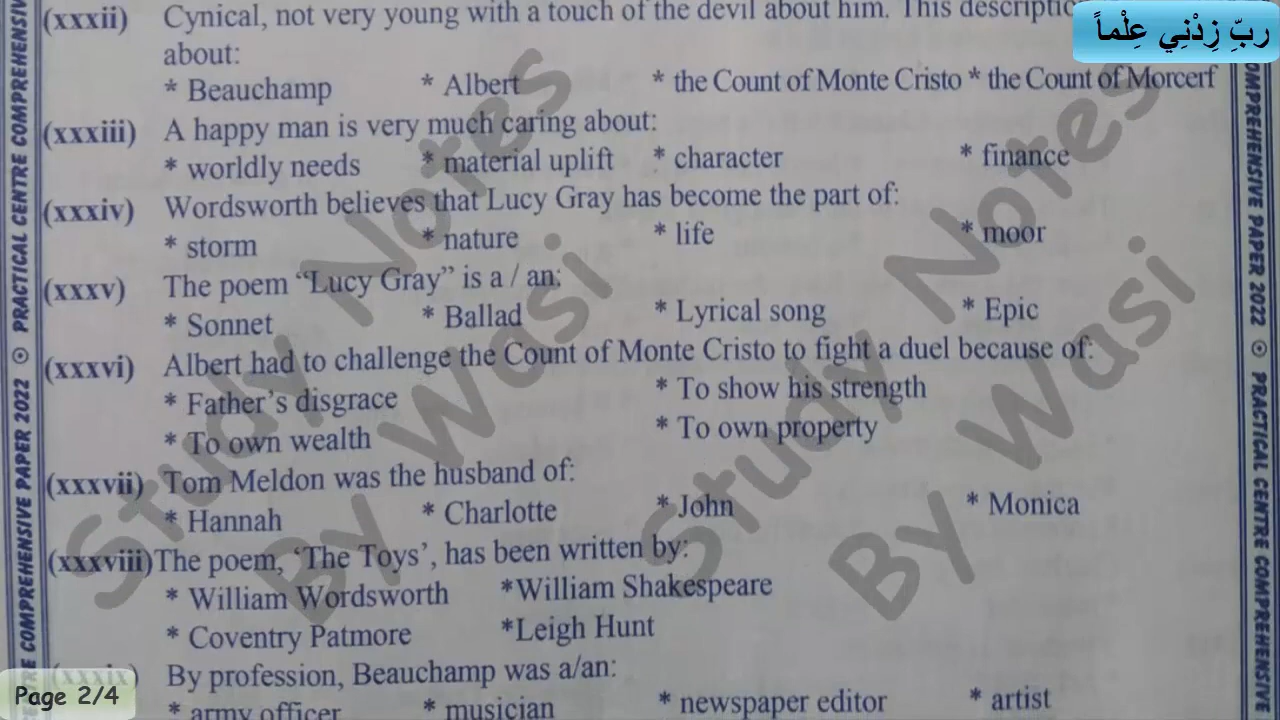 ربِّ زِدْنِي عِلْماً
(xxxii) Cynical, not very young with a touch of the devil about him. This descriptio
about:
* Beauchamp * Albert * the Count of Monte Cristo * the Count of Morcerf
(xxxiii) A happy man is very much caring about:
* worldly needs * material uplift * character * finance
(xxxiv) Wordsworth believes that Lucy Gray has become the part of:
* storm * nature * life * moor
(xxxv) The poem “Lucy Gray” is a / an:
* Sonnet * Ballad * Lyrical song * Epic
(xxxvi) Albert had to challenge the Count of Monte Cristo to fight a duel because of:
* Father’s disgrace * To show his strength
* To own wealth * To own property
(xxxvii) Tom Meldon was the husband of:
* Hannah * Charlotte * John * Monica
(xxxviii) The poem, ‘The Toys’, has been written by:
* William Wordsworth *William Shakespeare
* Coventry Patmore *Leigh Hunt
(xxxix) By profession, Beauchamp was a/an:
* army officer * musician * newspaper editor * artist
Page 2/4
COMPREHENSIVE PAPER 2022 ⊙ PRACTICAL CENTRE COMPREHENSIV
OMPREHENSIVE PAPER 2022 ⊙ PRACTICAL CENTRE COMPREHENSIVE
Study Notes
By Wasi
Study Notes
By Wasi